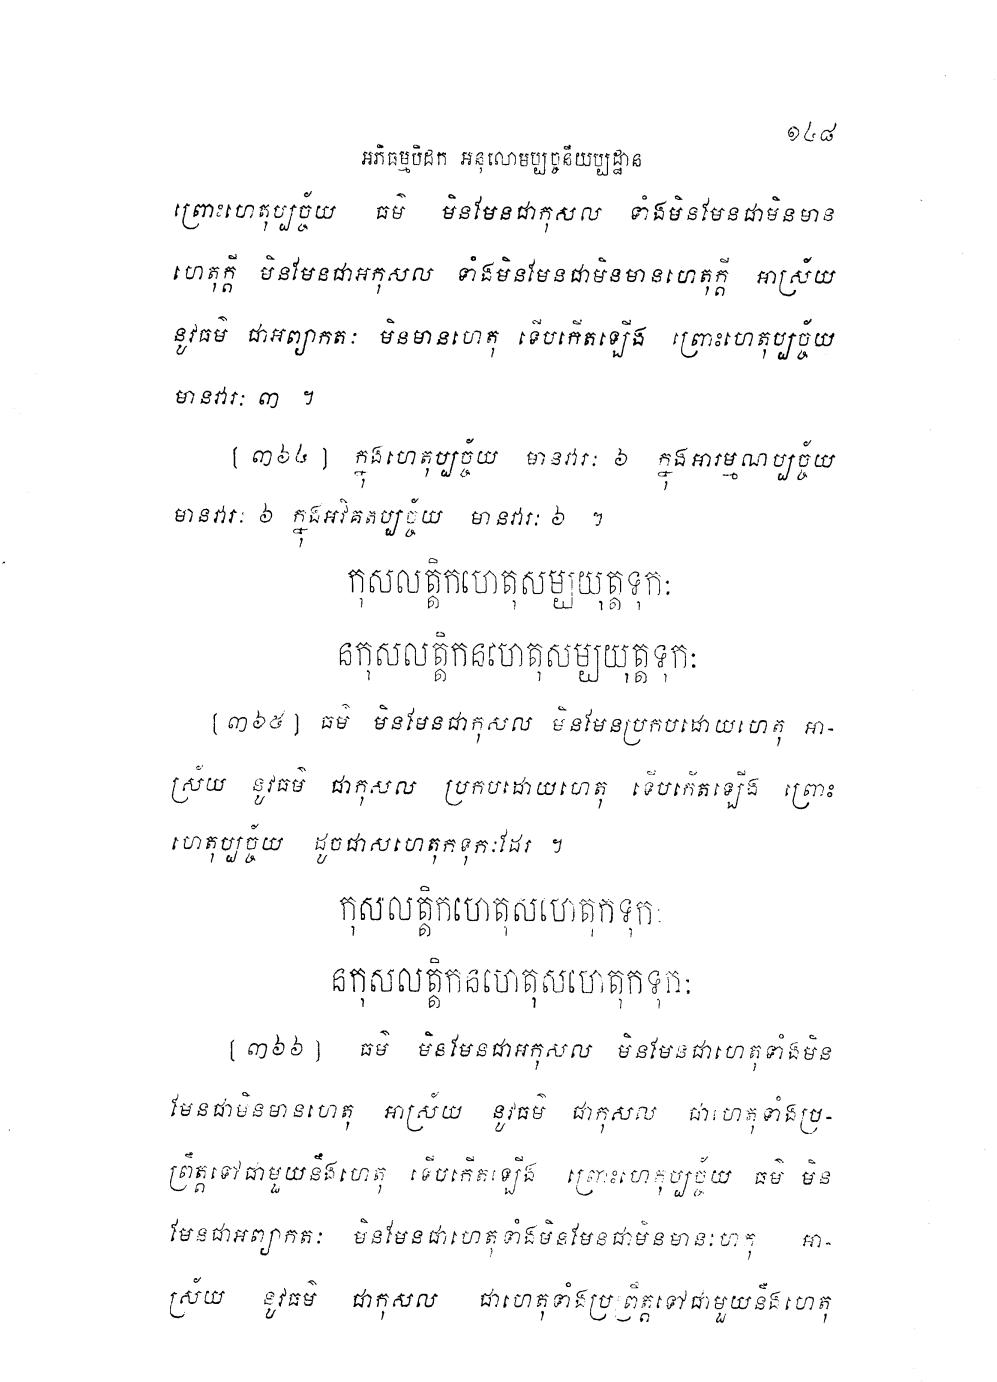 ១៤៨
អភិធម្មបិដក អនុលោមប្បច្ចនីយប្បដ្ឋាន
ព្រោះហេតុប្បច្ច័យ ធម៌ មិនមែនជាកុសល ទាំងមិនមែនជាមិនមាន
ហេតុក្តី មិនមែនជាអកុសល ទាំងមិនមែនជាមិនមានហេតុក្តី អាស្រ័យ
នូវធម៌ ជាអព្យាកតៈ មិនមានហេតុ ទើបកើតឡើង ព្រោះហេតុប្បច្ច័យ
មានវារៈ ៣ ។
[ ៣៦៤ ] ក្នុងហេតុប្បច្ច័យ មានវារៈ ៦ ក្នុងអារម្មណប្បច្ច័យ
មានវារៈ ៦ ក្នុងអវិគតប្បច្ច័យ មានវារៈ ៦ ។
កុសលត្តិកហេតុសម្បយុត្តទុកៈ
នកុសលត្តិកនហេតុសម្បយុត្តទុកៈ
[ ៣៦៥ ] ធម៌ មិនមែនជាកុសល មិនមែនប្រកបដោយហេតុ អា-
ស្រ័យ នូវធម៌ ជាកុសល ប្រកបដោយហេតុ ទើបកើតឡើង ព្រោះ
ហេតុប្បច្ច័យ ដូចជាសហេតុកទុកៈដែរ ។
កុសលត្តិកហេតុសហេតុកទុកៈ
នកុសលត្តិកនហេតុសហេតុកទុកៈ
[ ៣៦៦ ] ធម៌ មិនមែនជាអកុសល មិនមែនជាហេតុទាំងមិន
មែនជាមិនមានហេតុ អាស្រ័យ នូវធម៌ ជាកុសល ជាហេតុទាំងប្រ-
ព្រឹត្តទៅជាមួយនឹងហេតុ ទើបកើតឡើង ព្រោះហេតុប្បច្ច័យ ធម៌ មិន
មែនជាអព្យាកតៈ មិនមែនជាហេតុទាំងមិនមែនជាមិនមានហេតុ អា-
ស្រ័យ នូវធម៌ ជាកុសល ជាហេតុទាំងប្រព្រឹត្តទៅជាមួយនឹងហេតុ